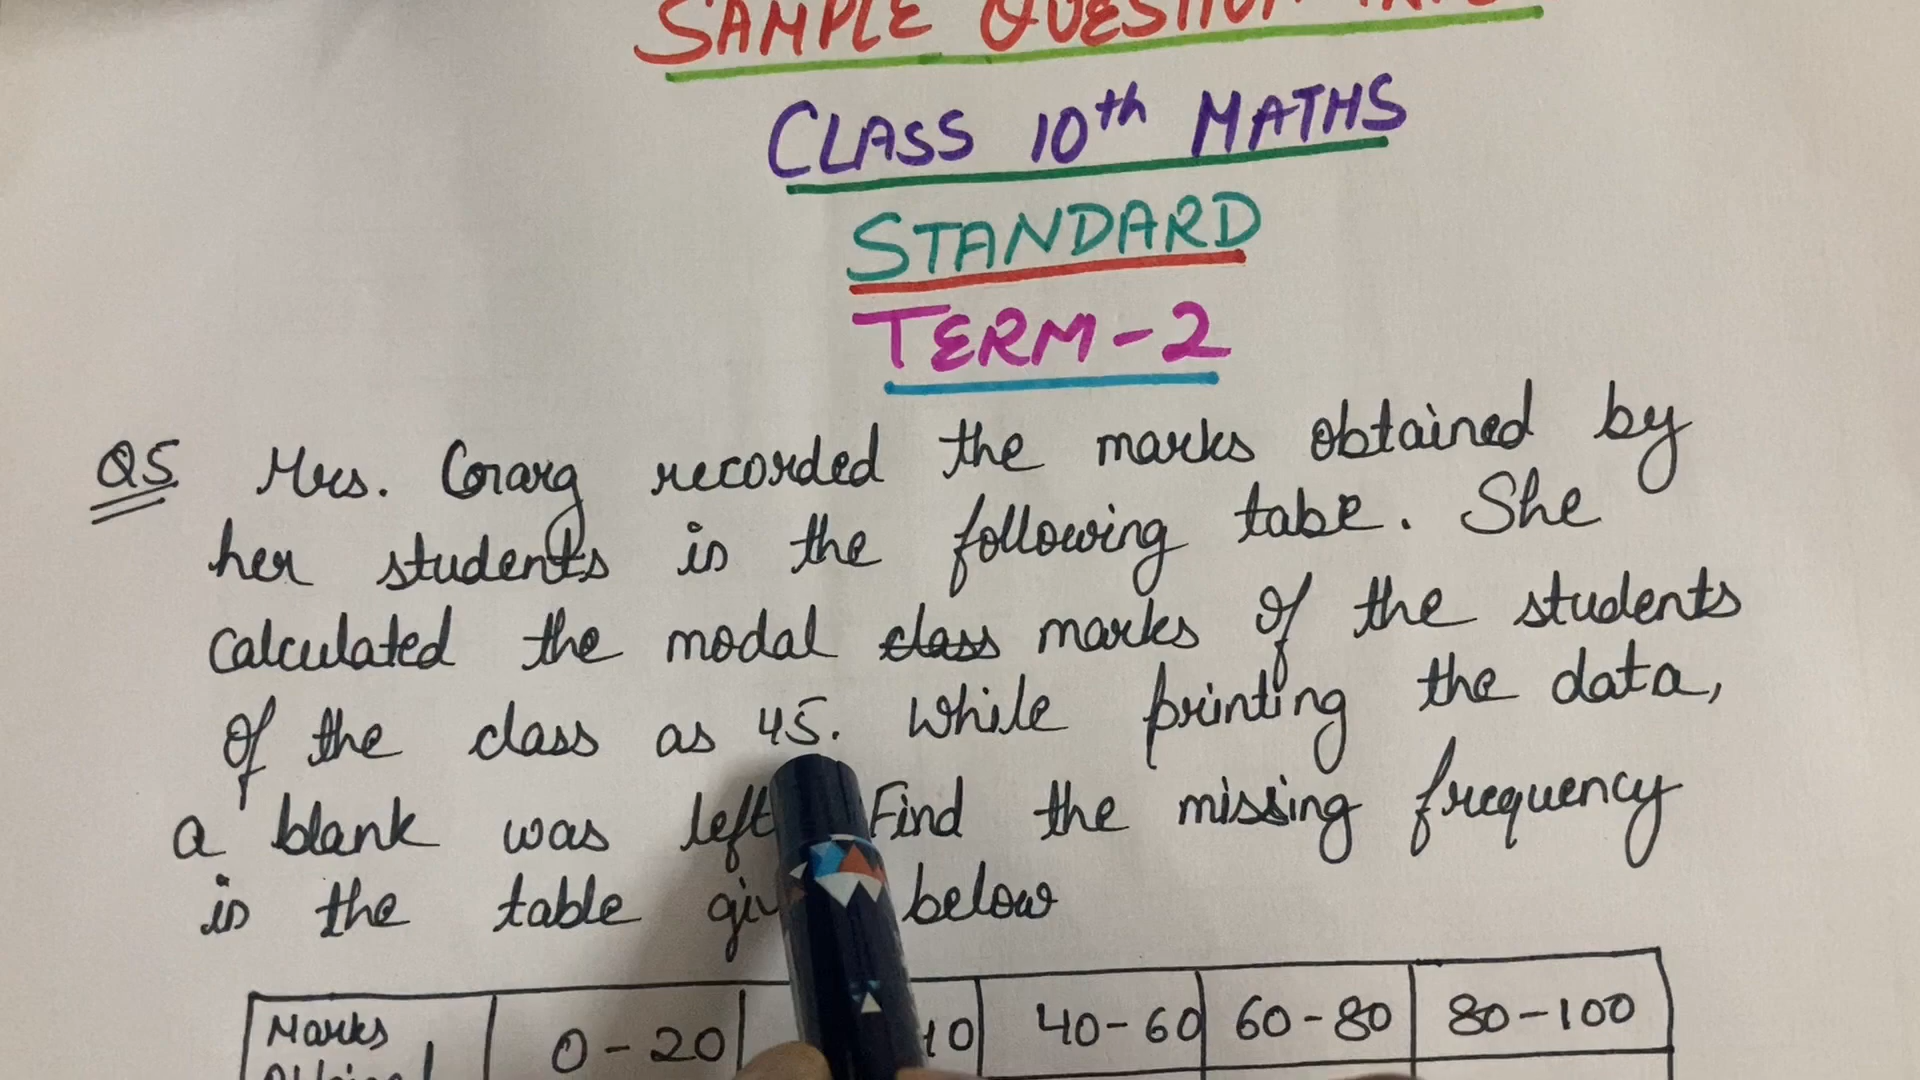 SAMPLE QUESTION
CLASS 10th MATHS
STANDARD
TERM-2
Q5 Mrs. Garg recorded the marks obtained by
her students in the following table. She
calculated the modal class marks of the students
of the class as 45. While printing the data,
a blank was left. Find the missing frequency
in the table below
Marks 0-20 40-60 60-80 80-100